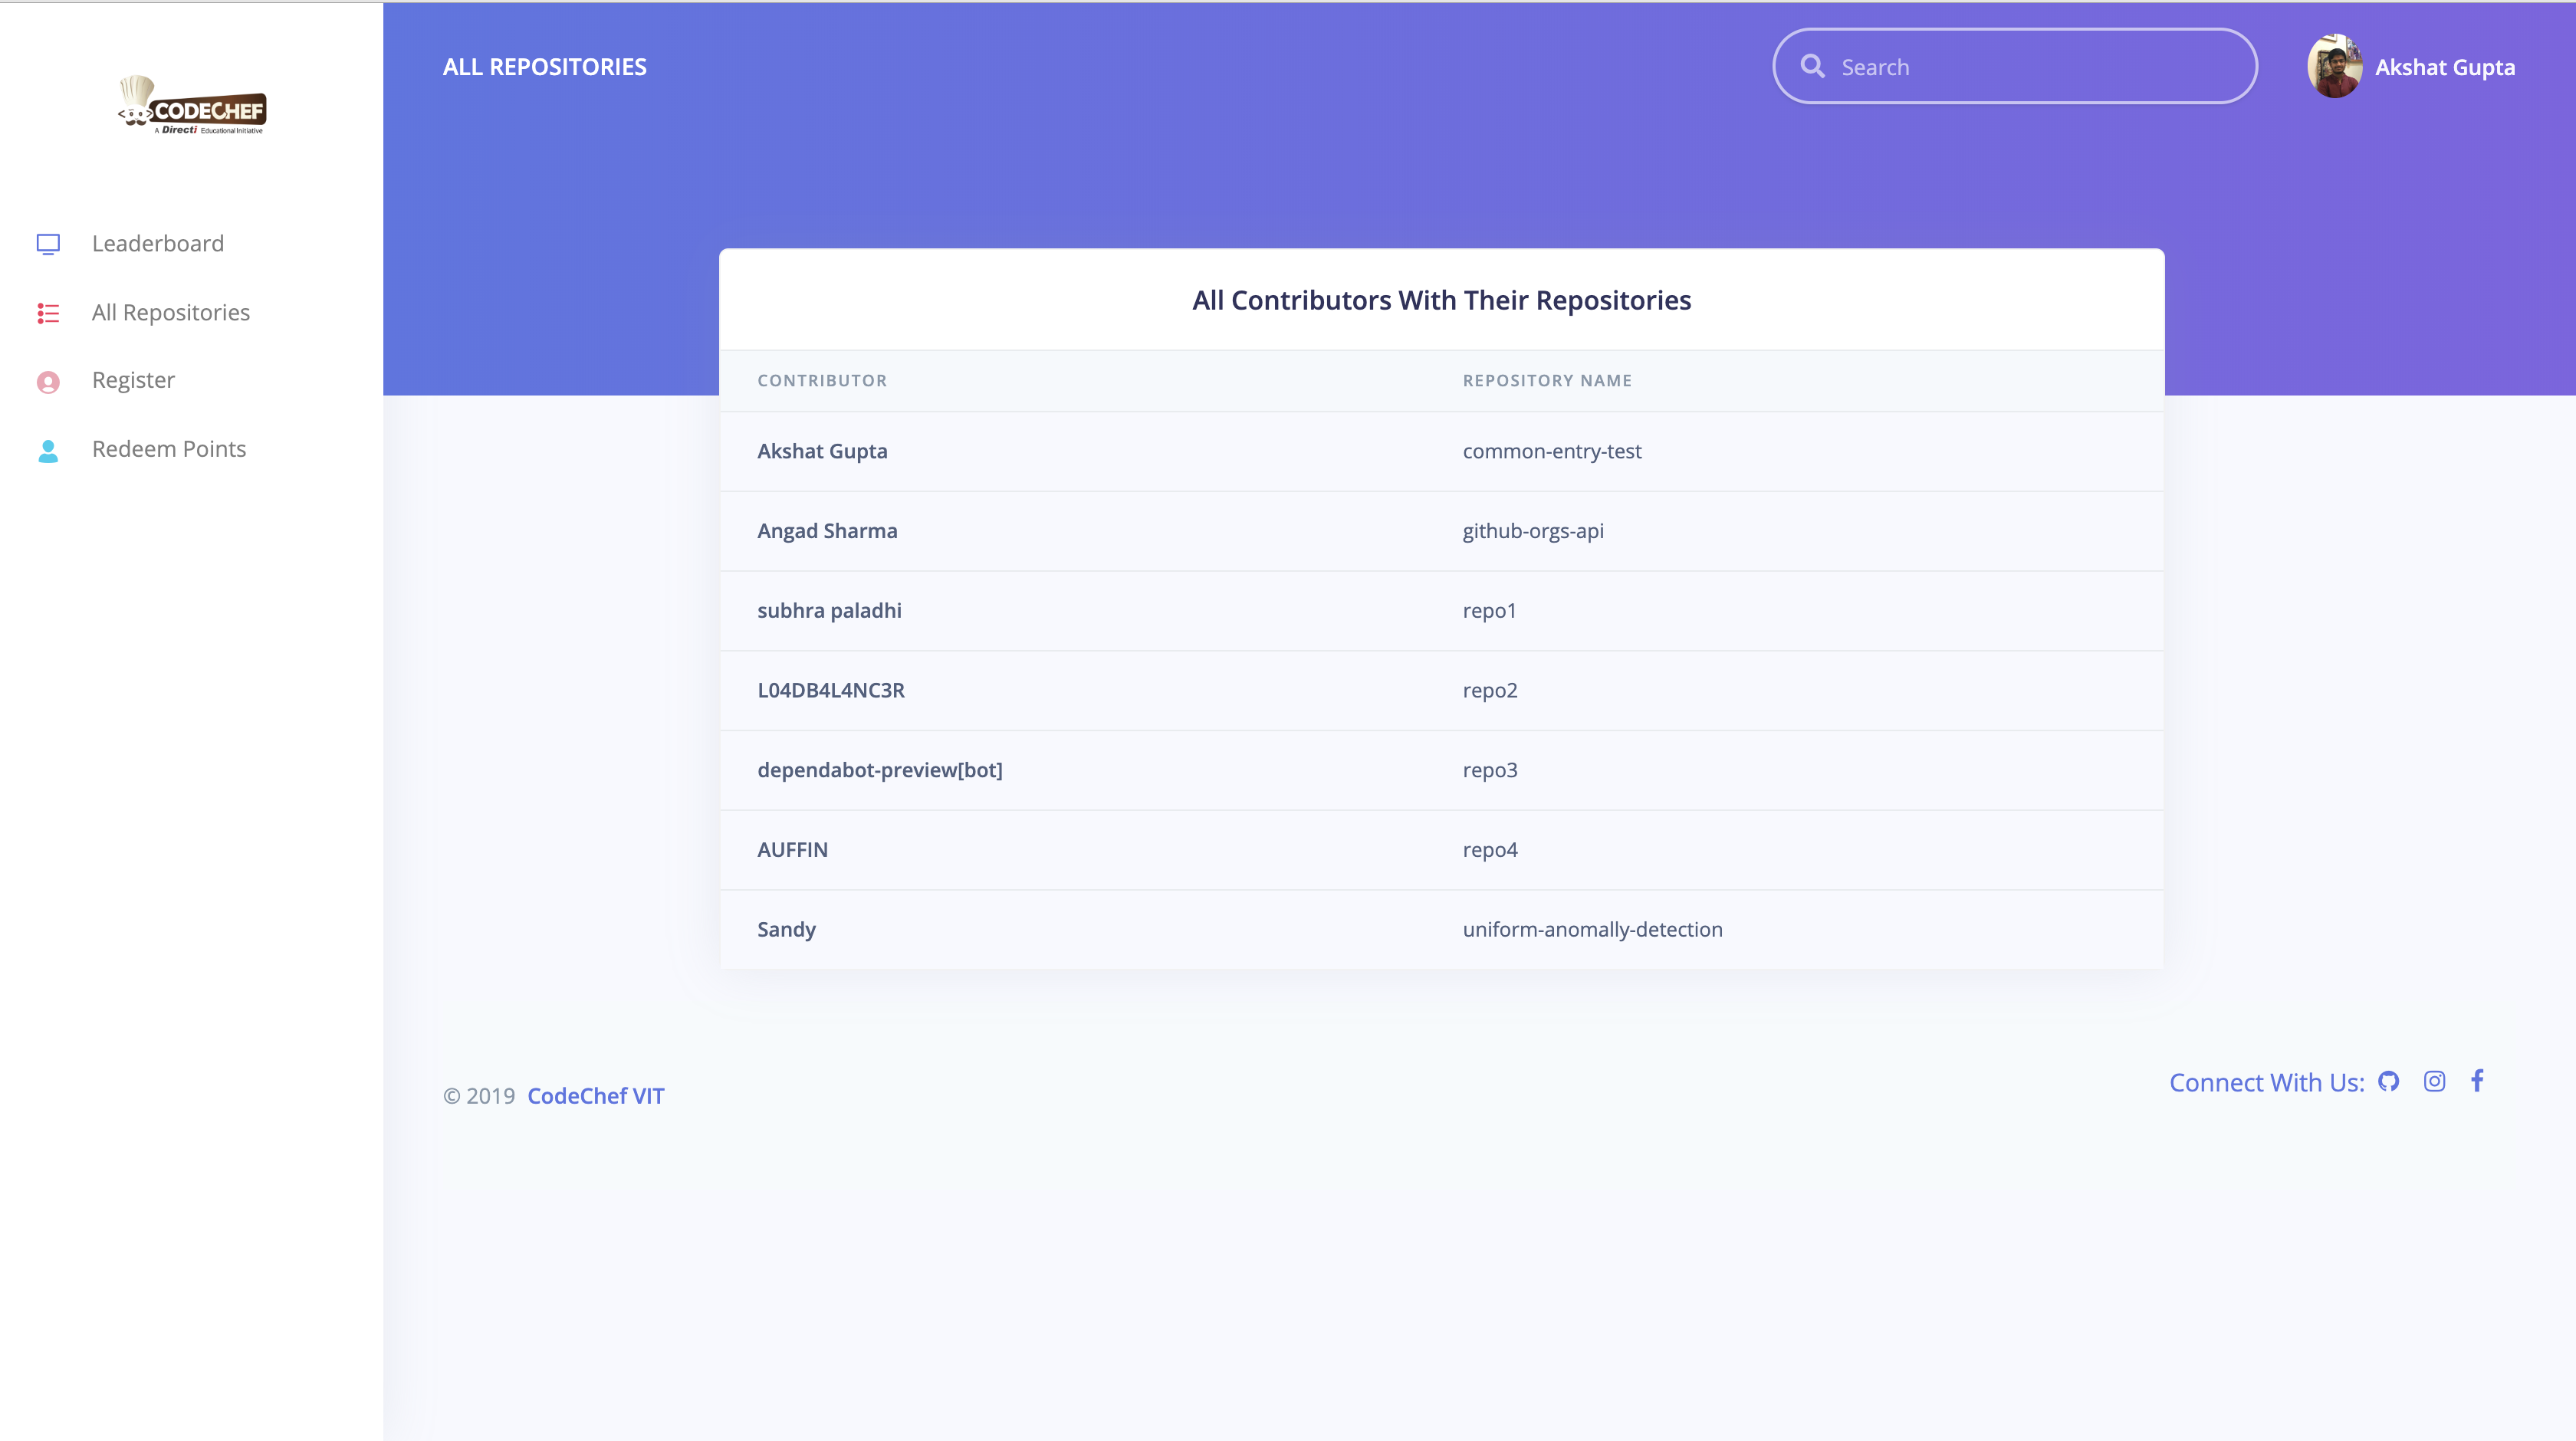 CODECHEF
A Directi Educational Initiative
Leaderboard
All Repositories
Register
Redeem Points
ALL REPOSITORIES
Search
Akshat Gupta
All Contributors With Their Repositories
CONTRIBUTOR REPOSITORY NAME
Akshat Gupta common-entry-test
Angad Sharma github-orgs-api
subhra paladhi repo1
L04DB4L4NC3R repo2
dependabot-preview[bot] repo3
AUFFIN repo4
Sandy uniform-anomally-detection
© 2019 CodeChef VIT
Connect With Us: